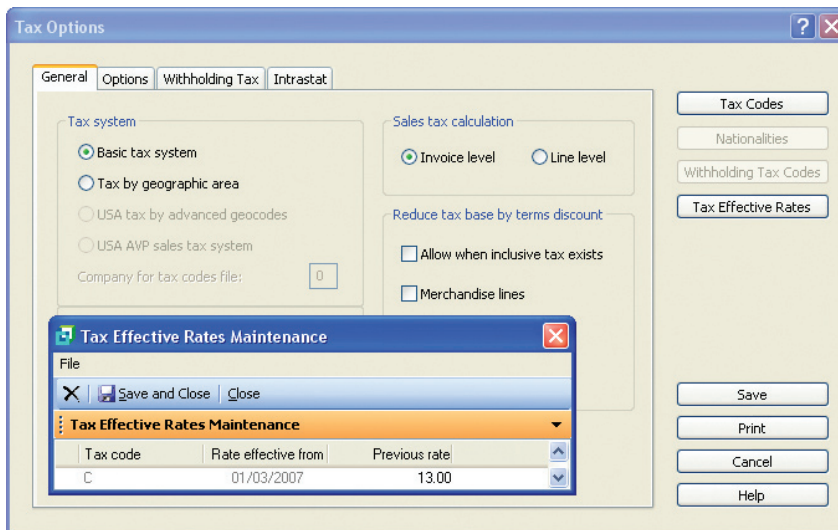 Tax Options
General Options Withholding Tax Intrastat
Tax system
Basic tax system
Tax by geographic area
USA tax by advanced geocodes
USA AVP sales tax system
Company for tax codes file: 0
Sales tax calculation
Invoice level Line level
Reduce tax base by terms discount
Allow when inclusive tax exists
Merchandise lines
Tax Codes
Nationalities
Withholding Tax Codes
Tax Effective Rates
Tax Effective Rates Maintenance
File
Save and Close Close
Tax Effective Rates Maintenance
Tax code Rate effective from Previous rate
C 01/03/2007 13.00
Save
Print
Cancel
Help